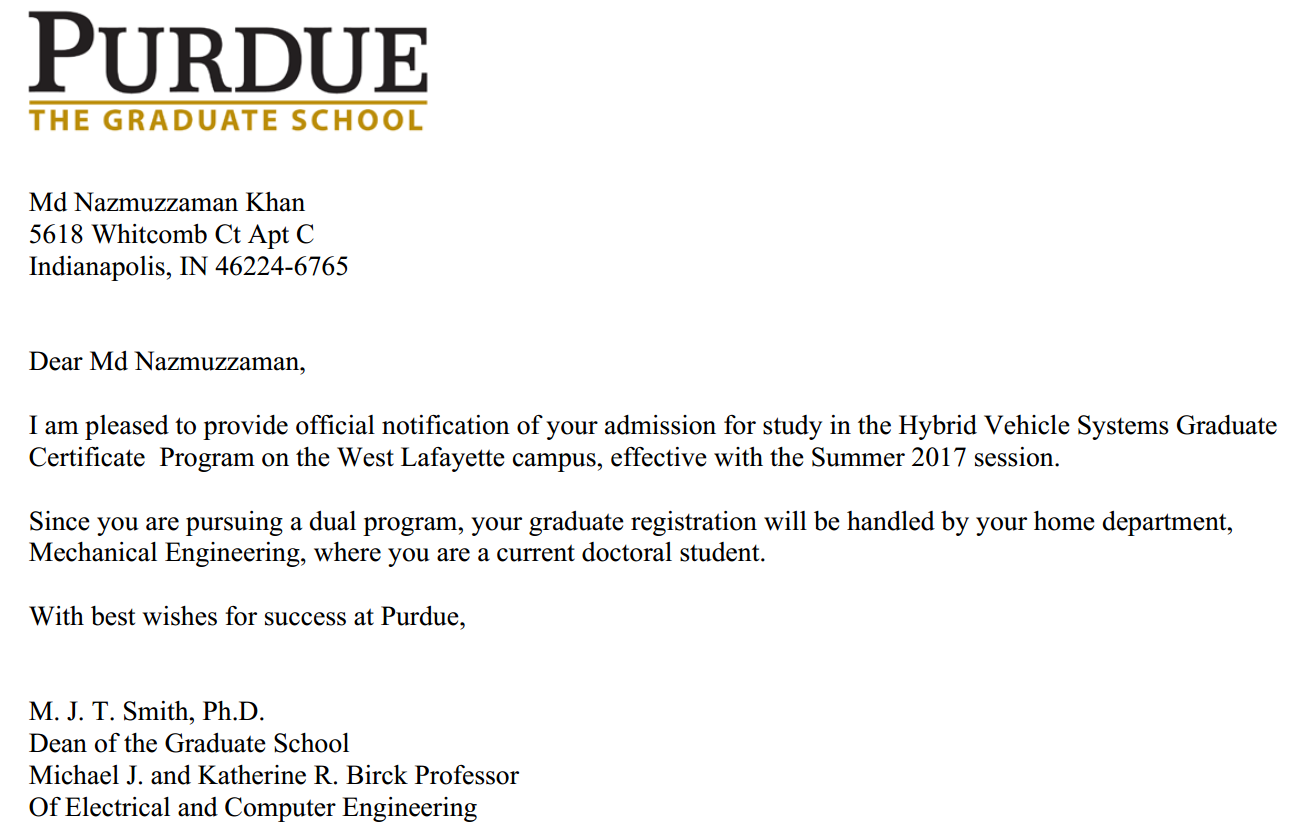 PURDUE
THE GRADUATE SCHOOL
Md Nazmuzzaman Khan
5618 Whitcomb Ct Apt C
Indianapolis, IN 46224-6765
Dear Md Nazmuzzaman,
I am pleased to provide official notification of your admission for study in the Hybrid Vehicle Systems Graduate
Certificate  Program on the West Lafayette campus, effective with the Summer 2017 session.
Since you are pursuing a dual program, your graduate registration will be handled by your home department,
Mechanical Engineering, where you are a current doctoral student.
With best wishes for success at Purdue,
M. J. T. Smith, Ph.D.
Dean of the Graduate School
Michael J. and Katherine R. Birck Professor
Of Electrical and Computer Engineering